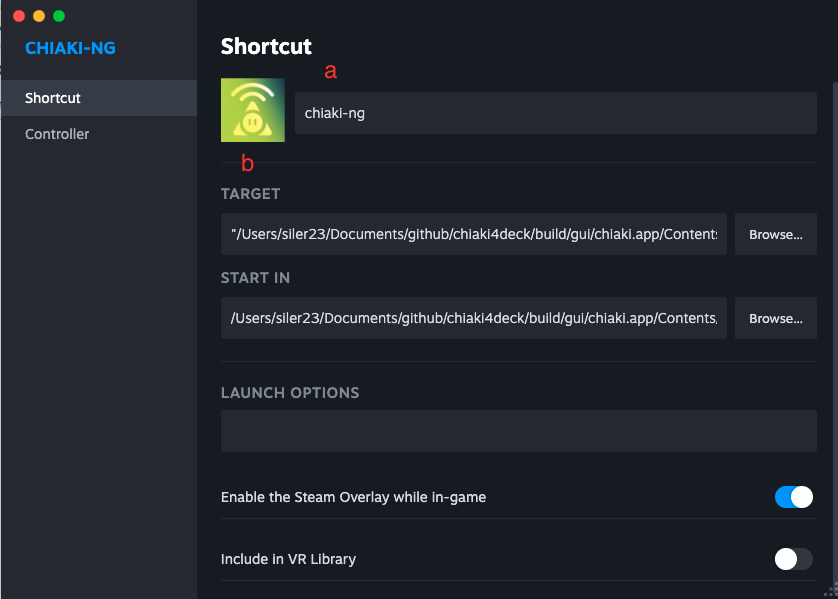 CHIAKI-NG
Shortcut
Controller
Shortcut
a
chiaki-ng
b
TARGET
"/Users/siler23/Documents/github/chiaki4deck/build/gui/chiaki.app/Contents
Browse...
START IN
/Users/siler23/Documents/github/chiaki4deck/build/gui/chiaki.app/Contents/
Browse...
LAUNCH OPTIONS
Enable the Steam Overlay while in-game
Include in VR Library